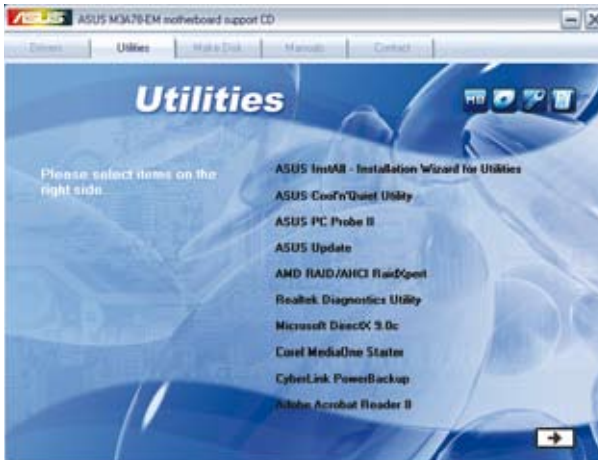 ASUS
ASUS M3A78-EM motherboard support CD
Drivers
Utilities
Make Disk
Manuals
Contact
Utilities
MB
Please select items on the
right side
ASUS InstAll - Installation Wizard for Utilities
ASUS Cool'n'Quiet Utility
ASUS PC Probe II
ASUS Update
AMD RAID/AHCI RaidXpert
Realtek Diagnostics Utility
Microsoft DirectX 9.0c
Corel MediaOne Starter
CyberLink PowerBackup
Adobe Acrobat Reader 8